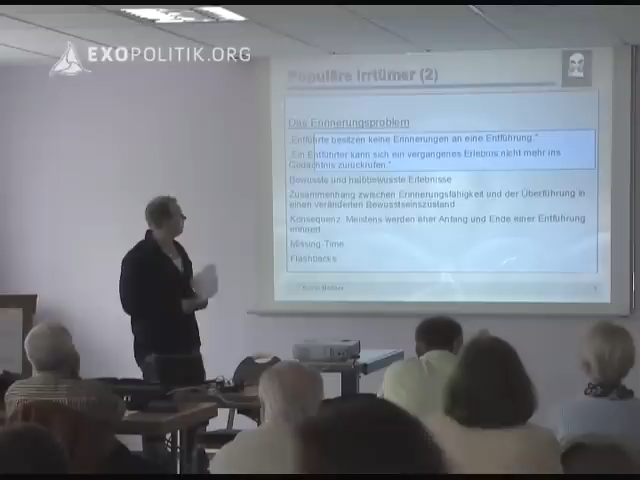 EXOPOLITIK.ORG
Populäre Irrtümer (2)
Das Erinnerungsproblem
„Entführte besitzen keine Erinnerungen an eine Entführung.“
„Ein Entführter kann sich ein vergangenes Erlebnis nicht mehr ins
Gedächtnis zurückrufen.“
Bewusste und halbbewusste Erlebnisse
Zusammenhang zwischen Erinnerungsfähigkeit und der Überführung in
einen veränderten Bewusstseinszustand
Konsequenz: Meistens werden eher Anfang und Ende einer Entführung
erinnert
Missing-Time
Flashbacks